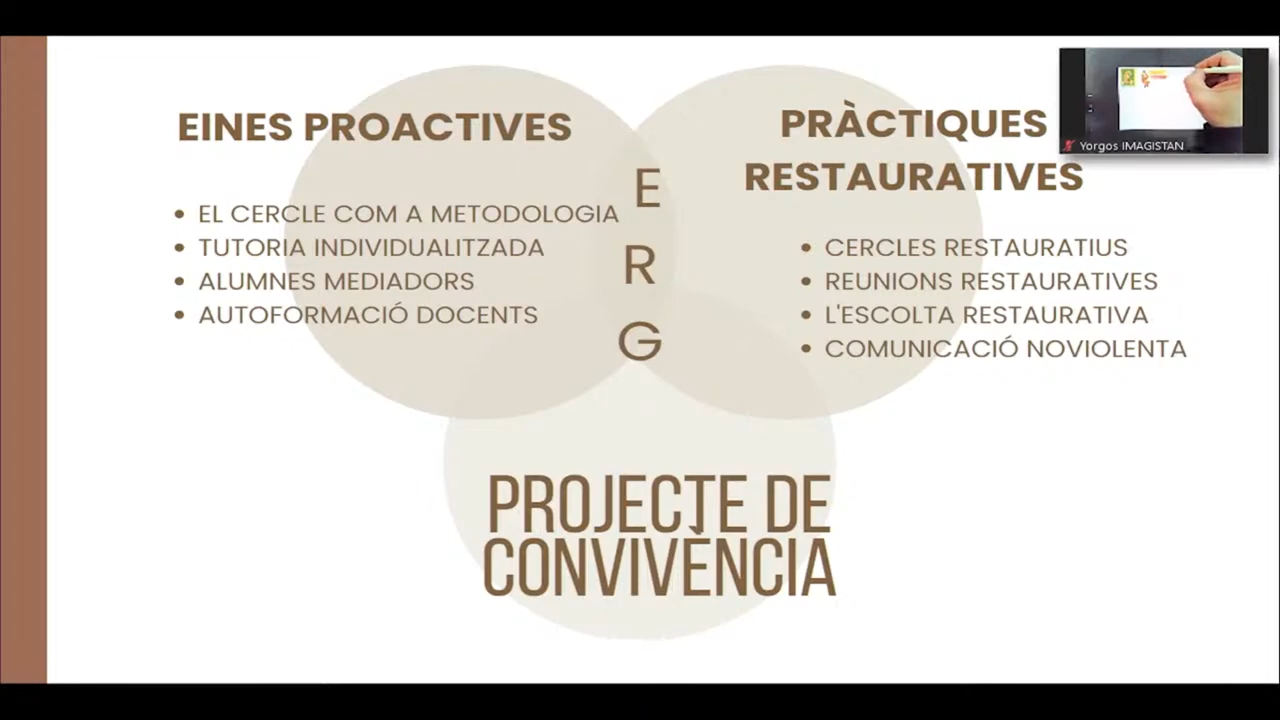 EINES PROACTIVES
EL CERCLE COM A METODOLOGIA
TUTORIA INDIVIDUALITZADA
ALUMNES MEDIADORS
AUTOFORMACIÓ DOCENTS
E
R
G
PRÀCTIQUES
RESTAURATIVES
CERCLES RESTAURATIUS
REUNIONS RESTAURATIVES
L'ESCOLTA RESTAURATIVA
COMUNICACIÓ NOVIOLENTA
PROJECTE DE
CONVIVÈNCIA
Yorgos IMAGISTAN